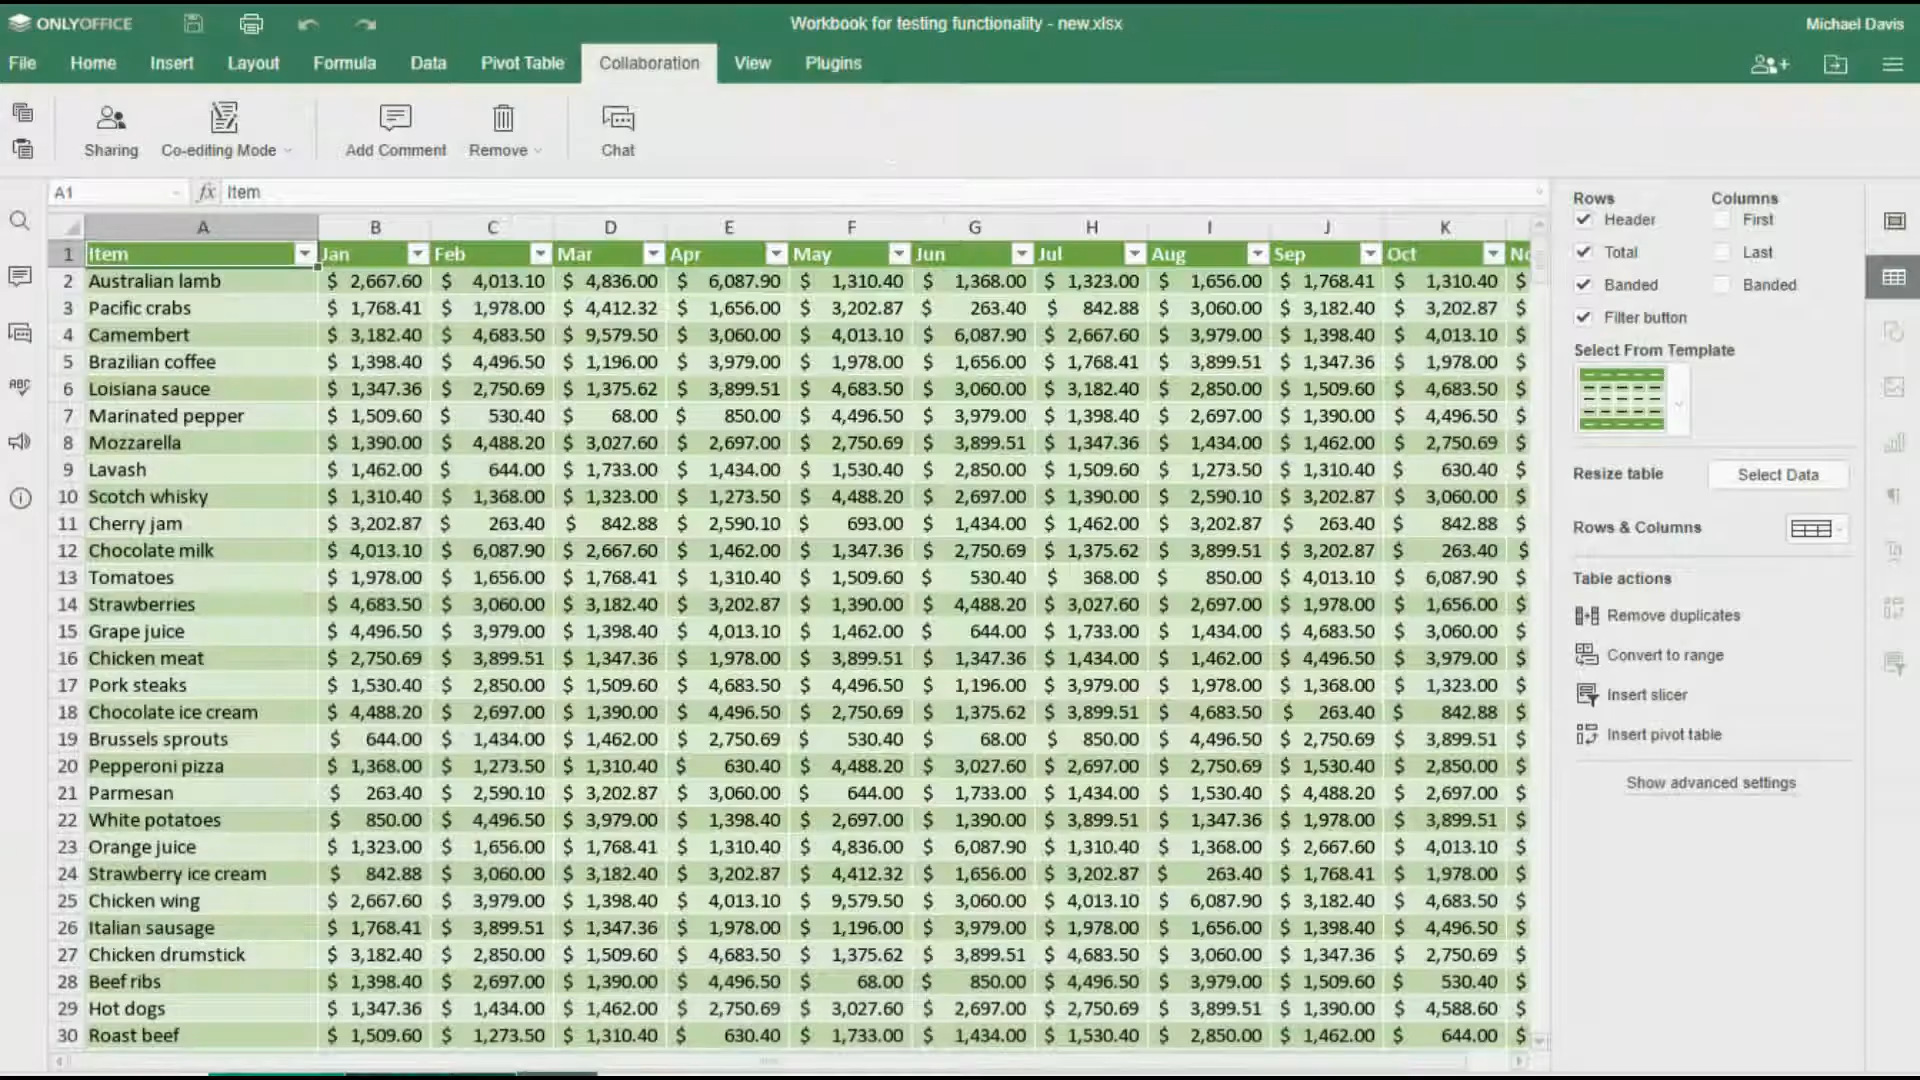 ONLYOFFICE Workbook for testing functionality - new.xlsx Michael Davis
File Home Insert Layout Formula Data Pivot Table Collaboration View Plugins
Sharing Co-editing Mode Add Comment Remove Chat
A1 fx Item
A B C D E F G H I J K
1 Item Jan Feb Mar Apr May Jun Jul Aug Sep Oct No
2 Australian lamb $ 2,667.60 $ 4,013.10 $ 4,836.00 $ 6,087.90 $ 1,310.40 $ 1,368.00 $ 1,323.00 $ 1,656.00 $ 1,768.41 $ 1,310.40 $
3 Pacific crabs $ 1,768.41 $ 1,978.00 $ 4,412.32 $ 1,656.00 $ 3,202.87 $ 263.40 $ 842.88 $ 3,060.00 $ 3,182.40 $ 3,202.87 $
4 Camembert $ 3,182.40 $ 4,683.50 $ 9,579.50 $ 3,060.00 $ 4,013.10 $ 6,087.90 $ 2,667.60 $ 3,979.00 $ 1,398.40 $ 4,013.10 $
5 Brazilian coffee $ 1,398.40 $ 4,496.50 $ 1,196.00 $ 3,979.00 $ 1,978.00 $ 1,656.00 $ 1,768.41 $ 3,899.51 $ 1,347.36 $ 1,978.00 $
6 Loisiana sauce $ 1,347.36 $ 2,750.69 $ 1,375.62 $ 3,899.51 $ 4,683.50 $ 3,060.00 $ 3,182.40 $ 2,850.00 $ 1,509.60 $ 4,683.50 $
7 Marinated pepper $ 1,509.60 $ 530.40 $ 68.00 $ 850.00 $ 4,496.50 $ 3,979.00 $ 1,398.40 $ 2,697.00 $ 1,390.00 $ 4,496.50 $
8 Mozzarella $ 1,390.00 $ 4,488.20 $ 3,027.60 $ 2,697.00 $ 2,750.69 $ 3,899.51 $ 1,347.36 $ 1,434.00 $ 1,462.00 $ 2,750.69 $
9 Lavash $ 1,462.00 $ 644.00 $ 1,733.00 $ 1,434.00 $ 1,530.40 $ 2,850.00 $ 1,509.60 $ 1,273.50 $ 1,310.40 $ 630.40 $
10 Scotch whisky $ 1,310.40 $ 1,368.00 $ 1,323.00 $ 1,273.50 $ 4,488.20 $ 2,697.00 $ 1,390.00 $ 2,590.10 $ 3,202.87 $ 3,060.00 $
11 Cherry jam $ 3,202.87 $ 263.40 $ 842.88 $ 2,590.10 $ 693.00 $ 1,434.00 $ 1,462.00 $ 3,202.87 $ 263.40 $ 842.88 $
12 Chocolate milk $ 4,013.10 $ 6,087.90 $ 2,667.60 $ 1,462.00 $ 1,347.36 $ 2,750.69 $ 1,375.62 $ 3,899.51 $ 3,202.87 $ 263.40 $
13 Tomatoes $ 1,978.00 $ 1,656.00 $ 1,768.41 $ 1,310.40 $ 1,509.60 $ 530.40 $ 368.00 $ 850.00 $ 4,013.10 $ 6,087.90 $
14 Strawberries $ 4,683.50 $ 3,060.00 $ 3,182.40 $ 3,202.87 $ 1,390.00 $ 4,488.20 $ 3,027.60 $ 2,697.00 $ 1,978.00 $ 1,656.00 $
15 Grape juice $ 4,496.50 $ 3,979.00 $ 1,398.40 $ 4,013.10 $ 1,462.00 $ 644.00 $ 1,733.00 $ 1,434.00 $ 4,683.50 $ 3,060.00 $
16 Chicken meat $ 2,750.69 $ 3,899.51 $ 1,347.36 $ 1,978.00 $ 3,899.51 $ 1,347.36 $ 1,434.00 $ 1,462.00 $ 4,496.50 $ 3,979.00 $
17 Pork steaks $ 1,530.40 $ 2,850.00 $ 1,509.60 $ 4,683.50 $ 4,496.50 $ 1,196.00 $ 3,979.00 $ 1,978.00 $ 1,368.00 $ 1,323.00 $
18 Chocolate ice cream $ 4,488.20 $ 2,697.00 $ 1,390.00 $ 4,496.50 $ 2,750.69 $ 1,375.62 $ 3,899.51 $ 4,683.50 $ 263.40 $ 842.88 $
19 Brussels sprouts $ 644.00 $ 1,434.00 $ 1,462.00 $ 2,750.69 $ 530.40 $ 68.00 $ 850.00 $ 4,496.50 $ 2,750.69 $ 3,899.51 $
20 Pepperoni pizza $ 1,368.00 $ 1,273.50 $ 1,310.40 $ 630.40 $ 4,488.20 $ 3,027.60 $ 2,697.00 $ 2,750.69 $ 1,530.40 $ 2,850.00 $
21 Parmesan $ 263.40 $ 2,590.10 $ 3,202.87 $ 3,060.00 $ 644.00 $ 1,733.00 $ 1,434.00 $ 1,530.40 $ 4,488.20 $ 2,697.00 $
22 White potatoes $ 850.00 $ 4,496.50 $ 3,979.00 $ 1,398.40 $ 2,697.00 $ 1,390.00 $ 3,899.51 $ 1,347.36 $ 1,978.00 $ 3,899.51 $
23 Orange juice $ 1,323.00 $ 1,656.00 $ 1,768.41 $ 1,310.40 $ 4,836.00 $ 6,087.90 $ 1,310.40 $ 1,368.00 $ 2,667.60 $ 4,013.10 $
24 Strawberry ice cream $ 842.88 $ 3,060.00 $ 3,182.40 $ 3,202.87 $ 4,412.32 $ 1,656.00 $ 3,202.87 $ 263.40 $ 1,768.41 $ 1,978.00 $
25 Chicken wing $ 2,667.60 $ 3,979.00 $ 1,398.40 $ 4,013.10 $ 9,579.50 $ 3,060.00 $ 4,013.10 $ 6,087.90 $ 3,182.40 $ 4,683.50 $
26 Italian sausage $ 1,768.41 $ 3,899.51 $ 1,347.36 $ 1,978.00 $ 1,196.00 $ 3,979.00 $ 1,978.00 $ 1,656.00 $ 1,398.40 $ 4,496.50 $
27 Chicken drumstick $ 3,182.40 $ 2,850.00 $ 1,509.60 $ 4,683.50 $ 1,375.62 $ 3,899.51 $ 4,683.50 $ 3,060.00 $ 1,347.36 $ 2,750.69 $
28 Beef ribs $ 1,398.40 $ 2,697.00 $ 1,390.00 $ 4,496.50 $ 68.00 $ 850.00 $ 4,496.50 $ 3,979.00 $ 1,509.60 $ 530.40 $
29 Hot dogs $ 1,347.36 $ 1,434.00 $ 1,462.00 $ 2,750.69 $ 3,027.60 $ 2,697.00 $ 2,750.69 $ 3,899.51 $ 1,390.00 $ 4,588.60 $
30 Roast beef $ 1,509.60 $ 1,273.50 $ 1,310.40 $ 630.40 $ 1,733.00 $ 1,434.00 $ 1,530.40 $ 2,850.00 $ 1,462.00 $ 644.00 $
Rows Columns
Header First
Total Last
Banded Banded
Filter button
Select From Template
Resize table Select Data
Rows & Columns
Table actions
Remove duplicates
Convert to range
Insert slicer
Insert pivot table
Show advanced settings
ABC